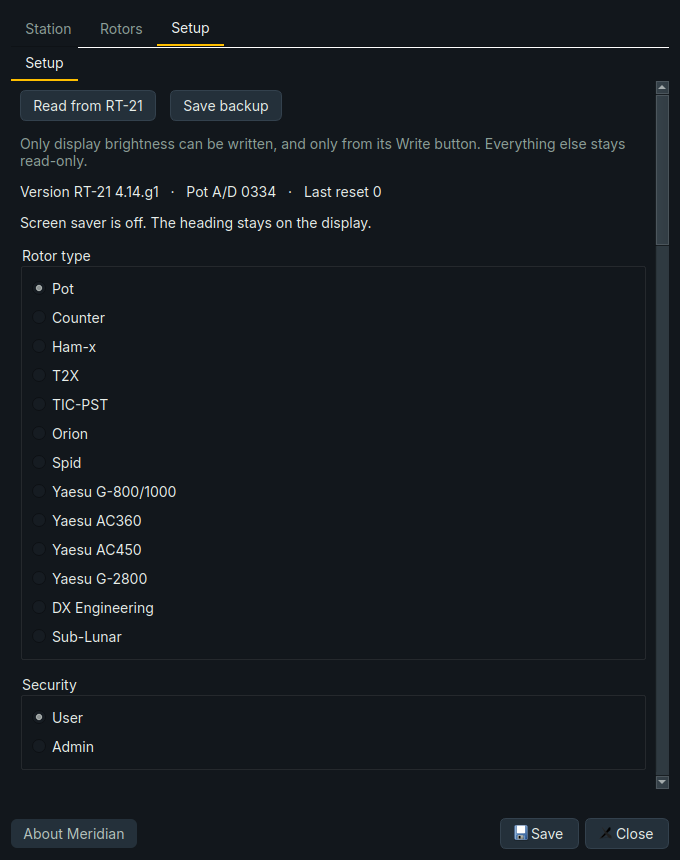 Station Rotors Setup
Setup
Read from RT-21 Save backup
Only display brightness can be written, and only from its Write button. Everything else stays
read-only.
Version RT-21 4.14.g1 · Pot A/D 0334 · Last reset 0
Screen saver is off. The heading stays on the display.
Rotor type
Pot
Counter
Ham-x
T2X
TIC-PST
Orion
Spid
Yaesu G-800/1000
Yaesu AC360
Yaesu AC450
Yaesu G-2800
DX Engineering
Sub-Lunar
Security
User
Admin
About Meridian Save Close